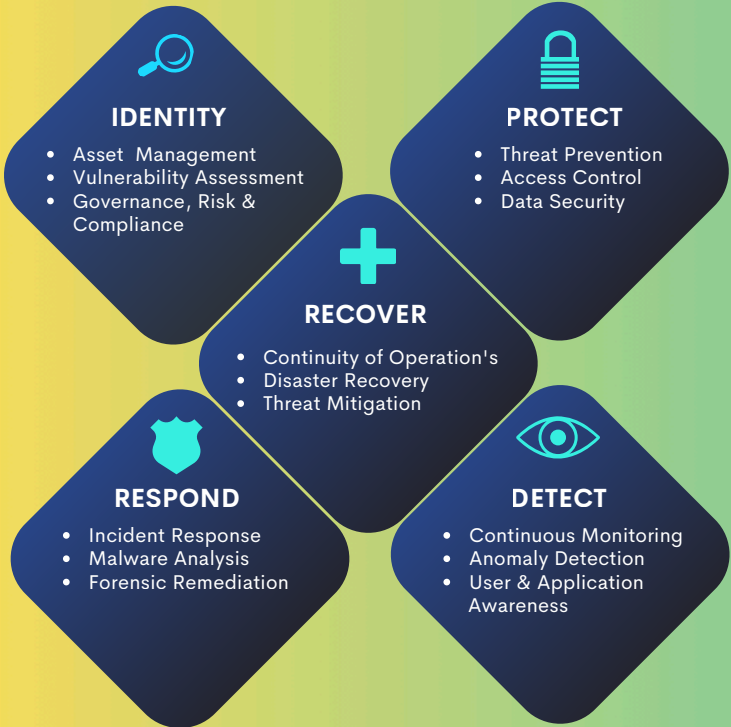 IDENTITY
• Asset  Management
• Vulnerability Assessment
• Governance, Risk &
Compliance
PROTECT
• Threat Prevention
• Access Control
• Data Security
RECOVER
• Continuity of Operation's
• Disaster Recovery
• Threat Mitigation
RESPOND
• Incident Response
• Malware Analysis
• Forensic Remediation
DETECT
• Continuous Monitoring
• Anomaly Detection
• User & Application
Awareness